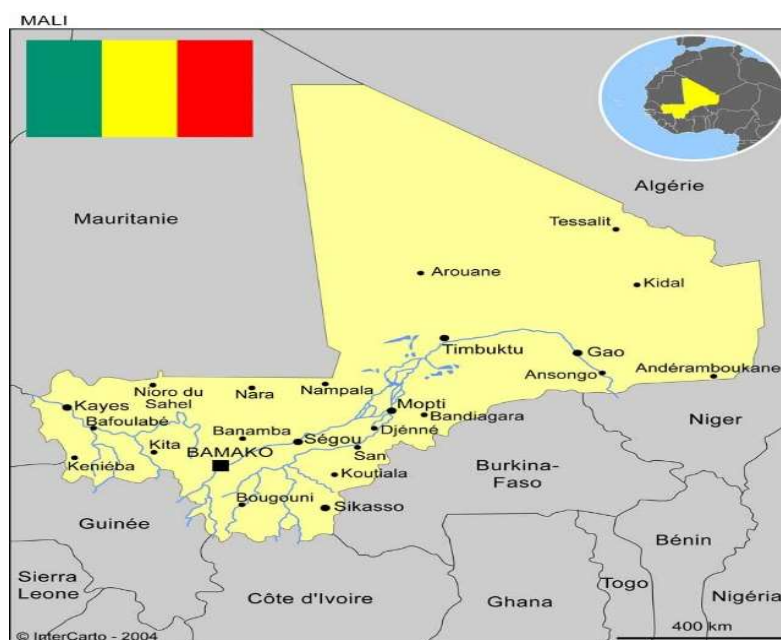 MALI
Algérie
Mauritanie
Tessalit
Arouane
Kidal
Timbuktu
Gao
Ansongo
Andéramboukane
Nioro du
Sahel
Nara
Nampala
Kayes
Mopti
Bandiagara
Niger
Bafoulabé
Banamba
Ségou
Djénné
Kita
BAMAKO
San
Keniéba
Koutiala
Burkina-
Faso
Bougouni
Sikasso
Guinée
Bénin
Sierra
Leone
Côte d'Ivoire
Ghana
Togo
Nigéria
400 km
© InterCarto - 2004